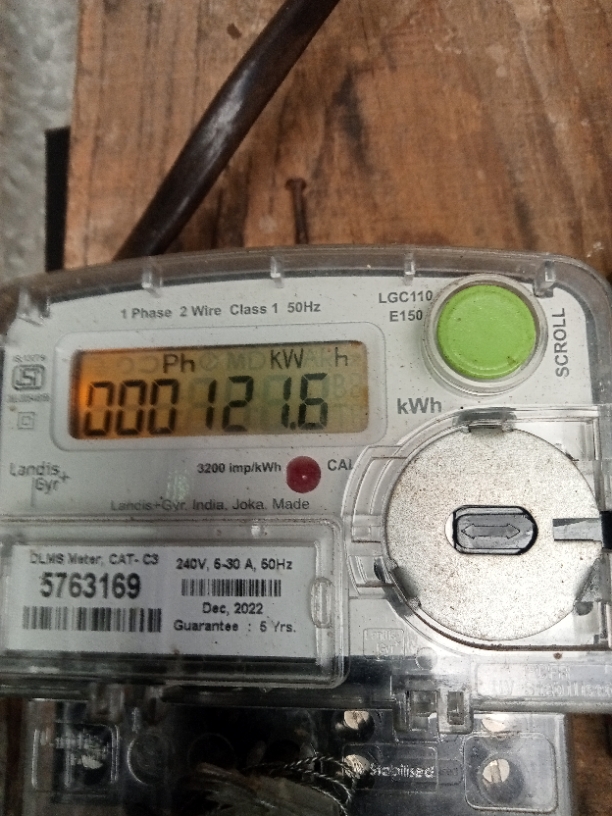 1 Phase 2 Wire Class 1 50Hz
LGC110
E150
SCROLL
Ph KW h
000121.6
kWh
Landis+
Gyr+
3200 imp/kWh
CAL
Landis+Gyr, India, Joka, Made
DLMS Meter, CAT- C3
5763169
240V, 5-30 A, 50Hz
Dec, 2022
Guarantee : 5 Yrs.
Stabilised